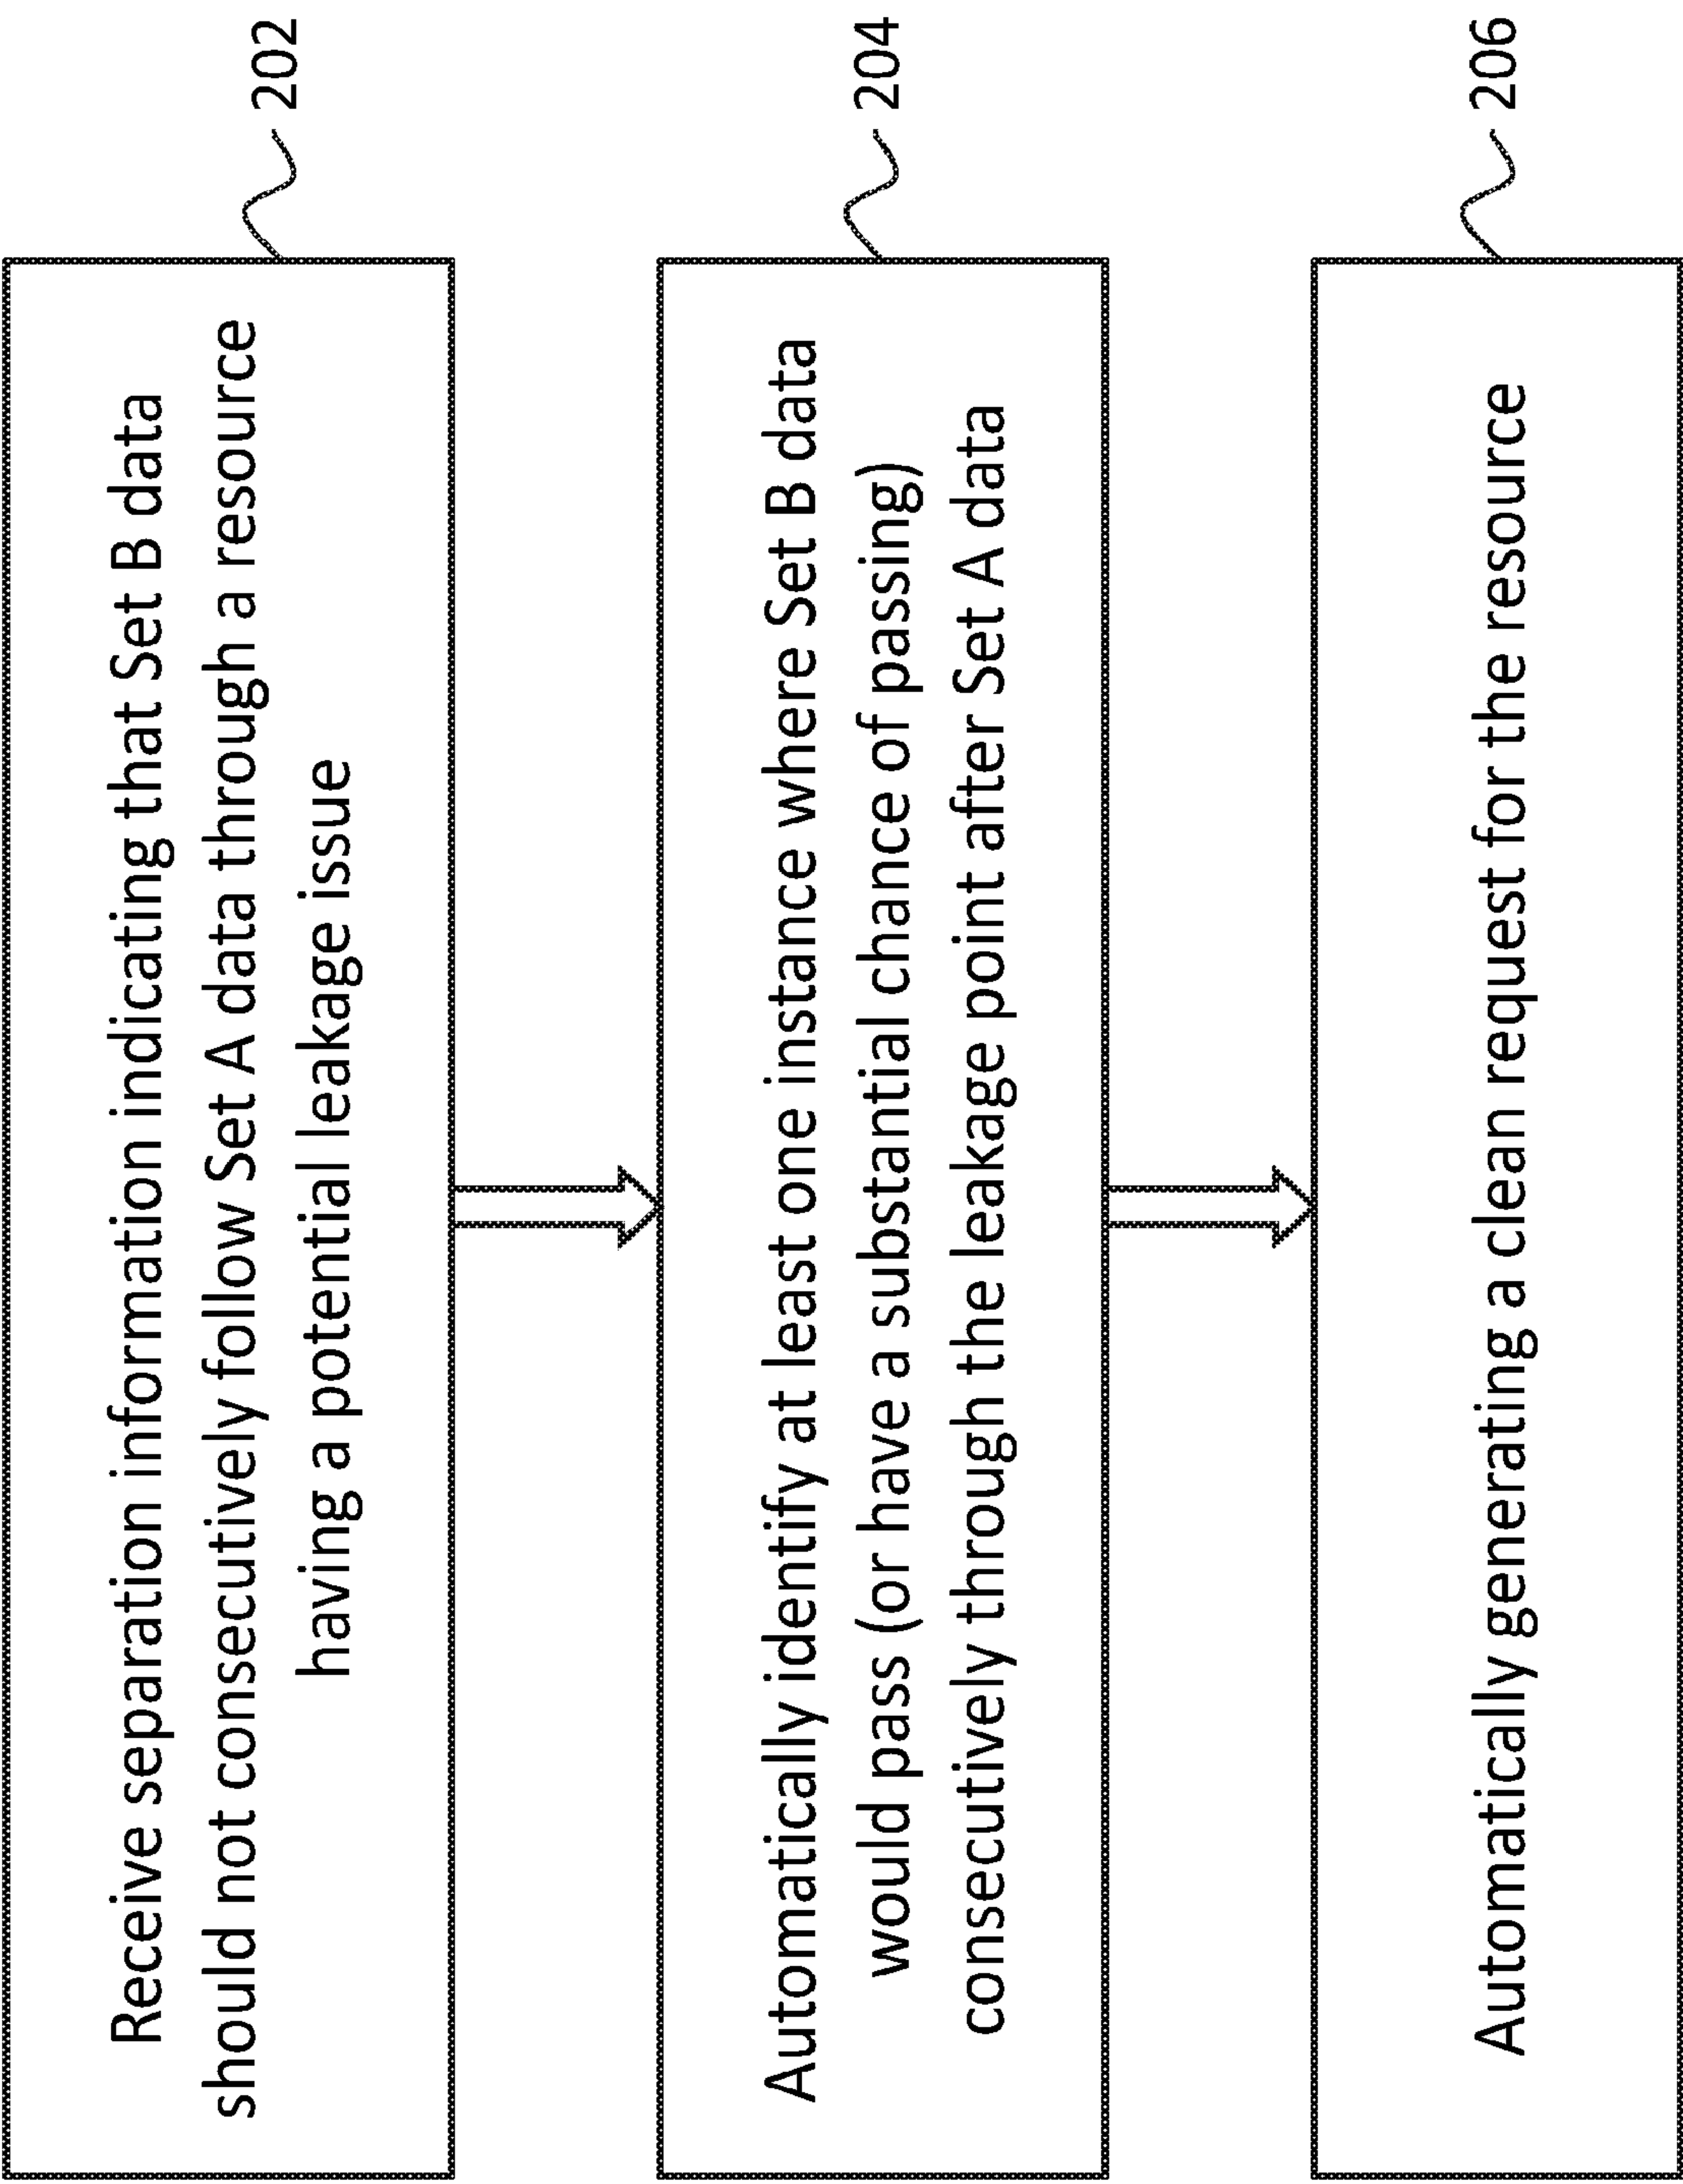 Receive separation information indicating that Set B data
should not consecutively follow Set A data through a resource
having a potential leakage issue
202
Automatically identify at least one instance where Set B data
would pass (or have a substantial chance of passing)
consecutively through the leakage point after Set A data
204
Automatically generating a clean request for the resource
206